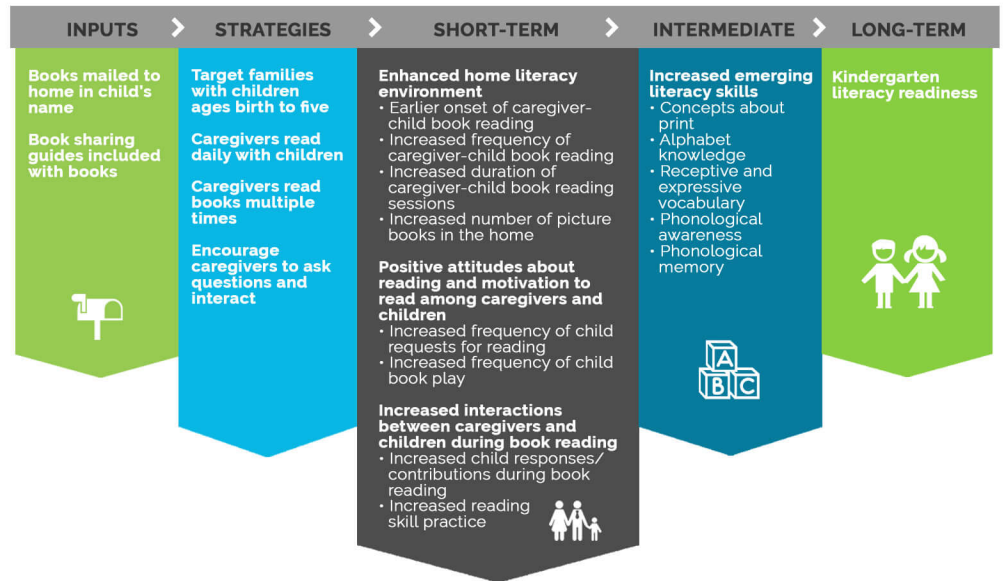 INPUTS
STRATEGIES
SHORT-TERM
INTERMEDIATE
LONG-TERM
Books mailed to
home in child's
name
Book sharing
guides included
with books
Target families
with children
ages birth to five
Caregivers read
daily with children
Caregivers read
books multiple
times
Encourage
caregivers to ask
questions and
interact
Enhanced home literacy
environment
• Earlier onset of caregiver-
child book reading
• Increased frequency of
caregiver-child book reading
• Increased duration of
caregiver-child book reading
sessions
• Increased number of picture
books in the home
Positive attitudes about
reading and motivation to
read among caregivers and
children
• Increased frequency of child
requests for reading
• Increased frequency of child
book play
Increased interactions
between caregivers and
children during book reading
• Increased child responses/
contributions during book
reading
• Increased reading
skill practice
Increased emerging
literacy skills
• Concepts about
print
• Alphabet
knowledge
• Receptive and
expressive
vocabulary
• Phonological
awareness
• Phonological
memory
A
B C
Kindergarten
literacy readiness